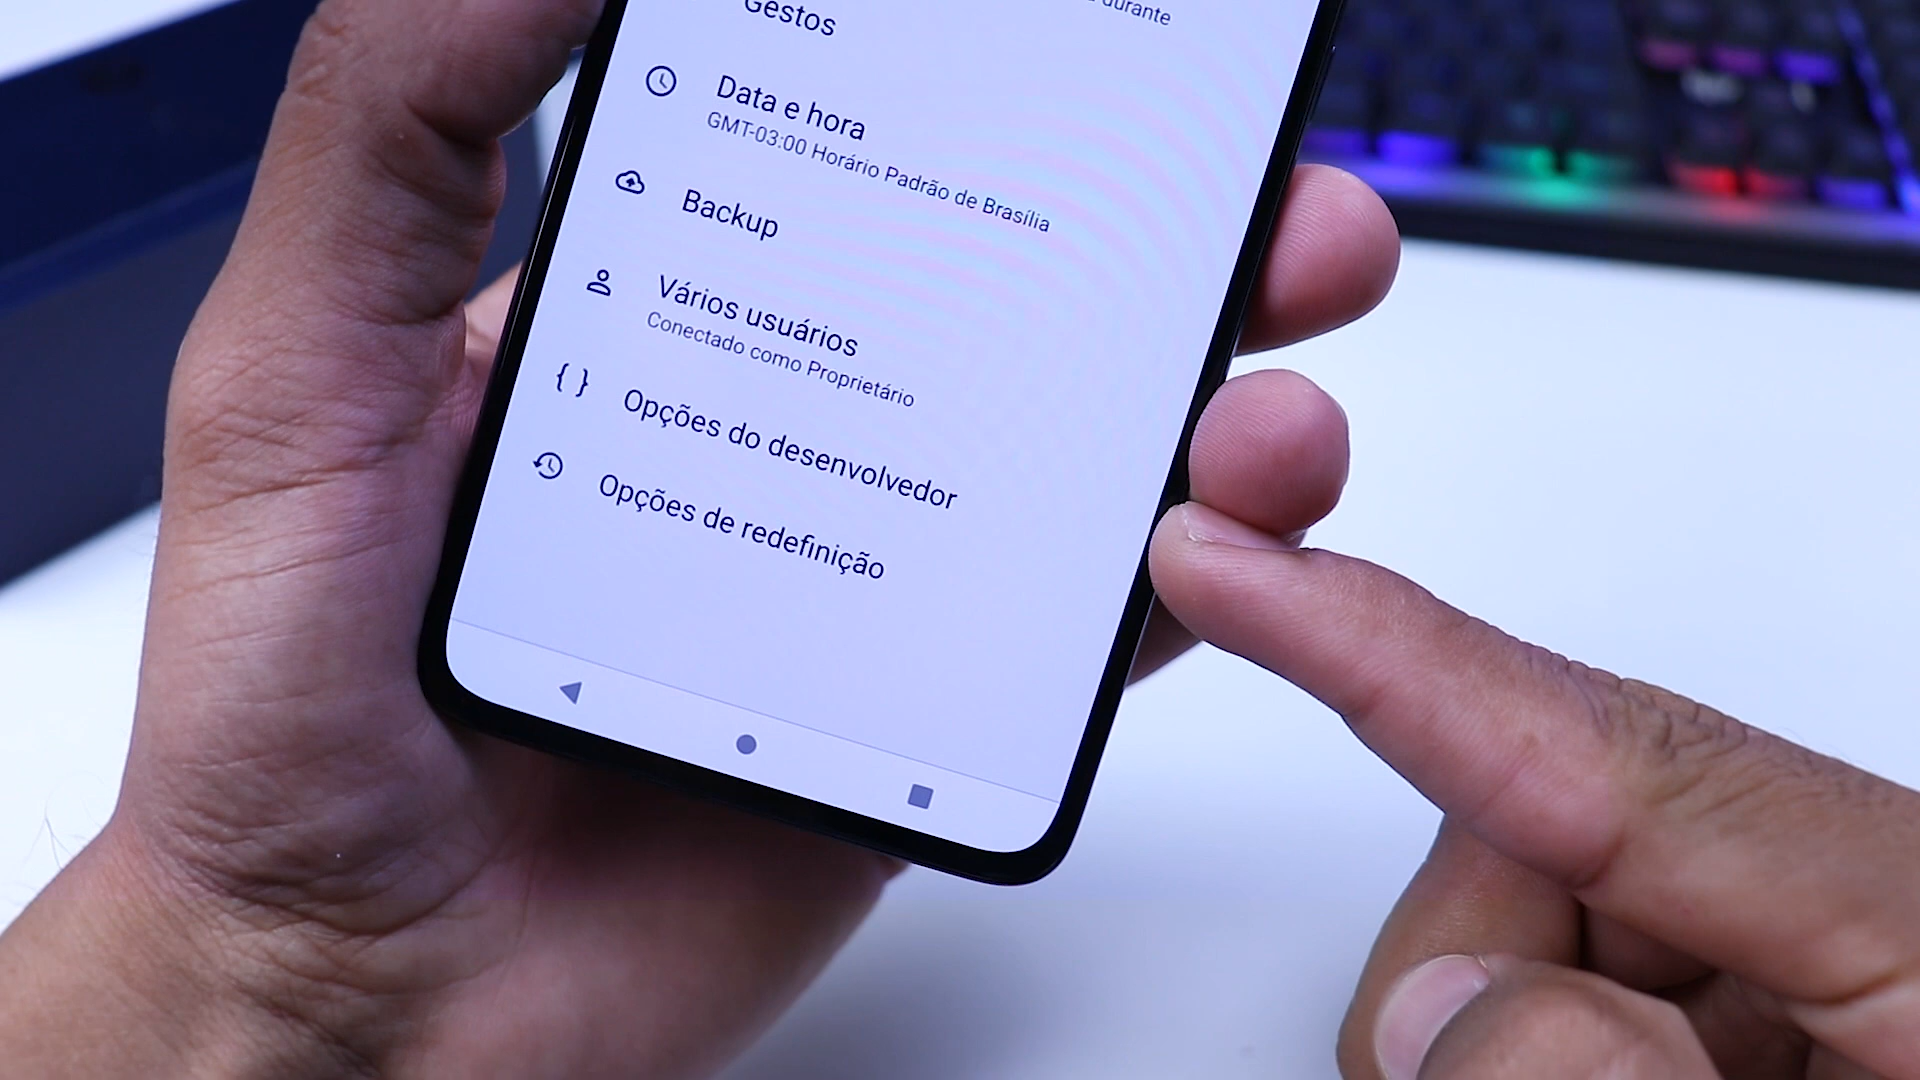 durante
Gestos
Data e hora
GMT-03:00 Horário Padrão de Brasília
Backup
Vários usuários
Conectado como Proprietário
Opções do desenvolvedor
Opções de redefinição